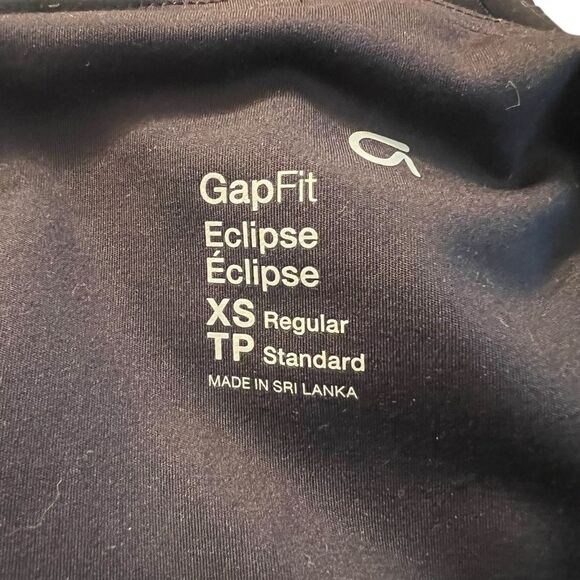 GapFit
Eclipse
Éclipse
XS Regular
TP Standard
MADE IN SRI LANKA